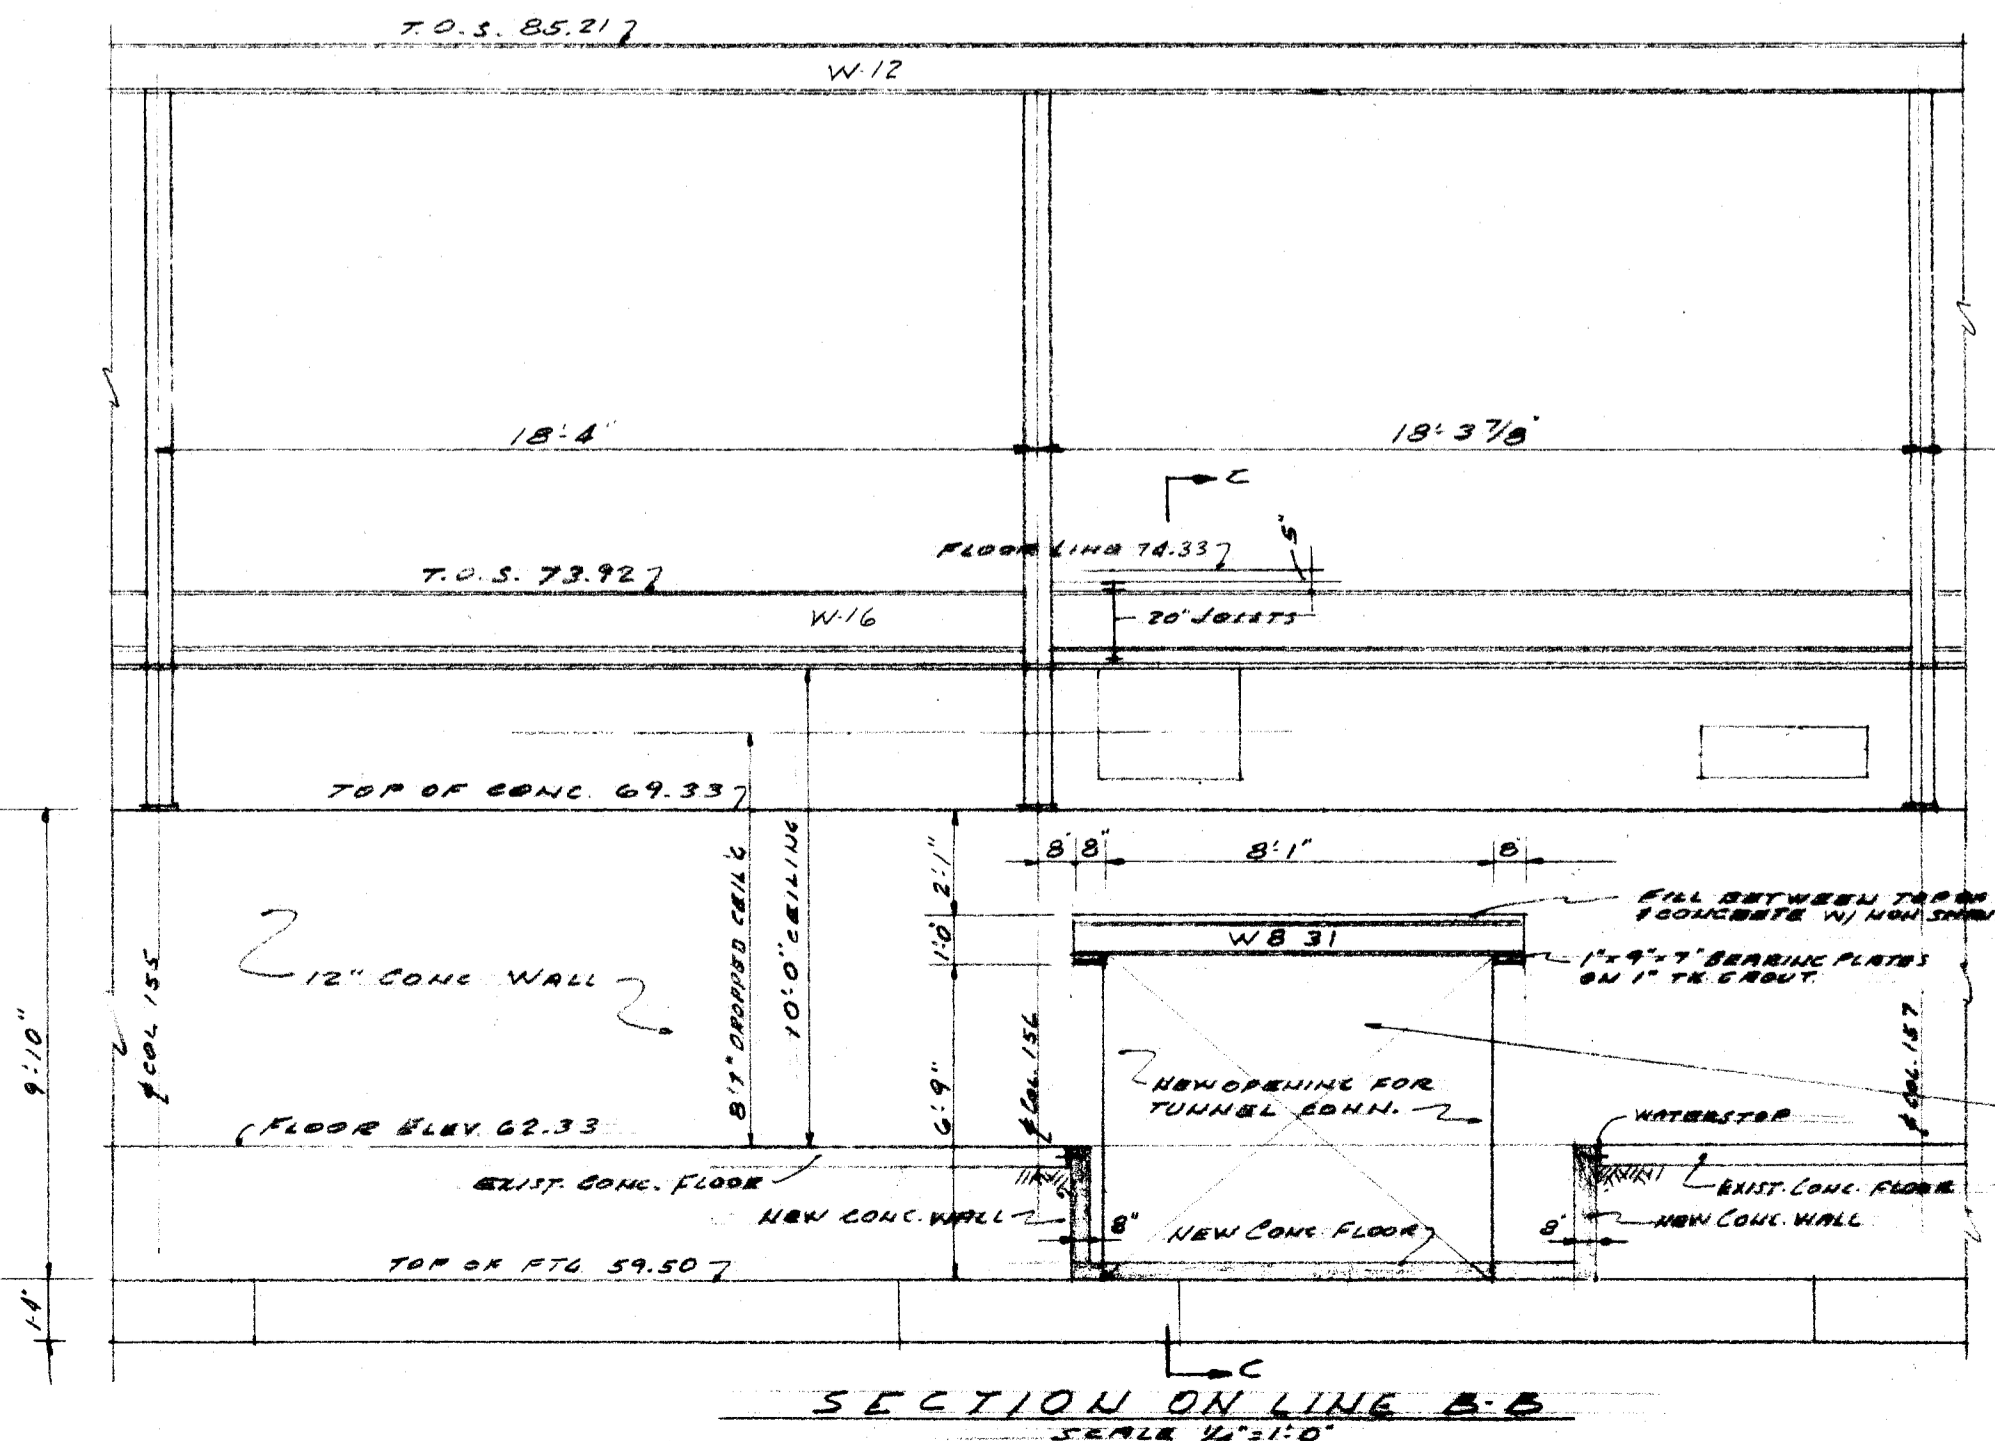 T.O.S. 85.21
W-12
18'-4"
18'-3 7/8"
C
5"
FLOOR LINE 74.33
T.O.S. 73.92
W-16
20" JOISTS
TOP OF CONC. 69.33
8" 8" 8'-1" 8"
2'-1"
1'-0"
6'-9"
8'-7" DROPPED CEIL'G
10'-0" CEILING
FILL BETWEEN TOP OF
& CONCRETE W/ NON
W 8 31
1" x 9" x 7" BEARING PLATES
ON 1" TK GROUT
12" CONC WALL
9'-10"
1'-4"
℄ COL 155
℄ COL. 156
℄ COL. 157
NEW OPENING FOR
TUNNEL CONN.
WATERSTOP
FLOOR ELEV. 62.33
EXIST. CONC. FLOOR
EXIST. CONC. FLOOR
NEW CONC. WALL
8"
NEW CONC. FLOOR
8"
NEW CONC. WALL
TOP OF FTG 59.50
C
SECTION ON LINE B-B
SCALE 1/4"=1'-0"